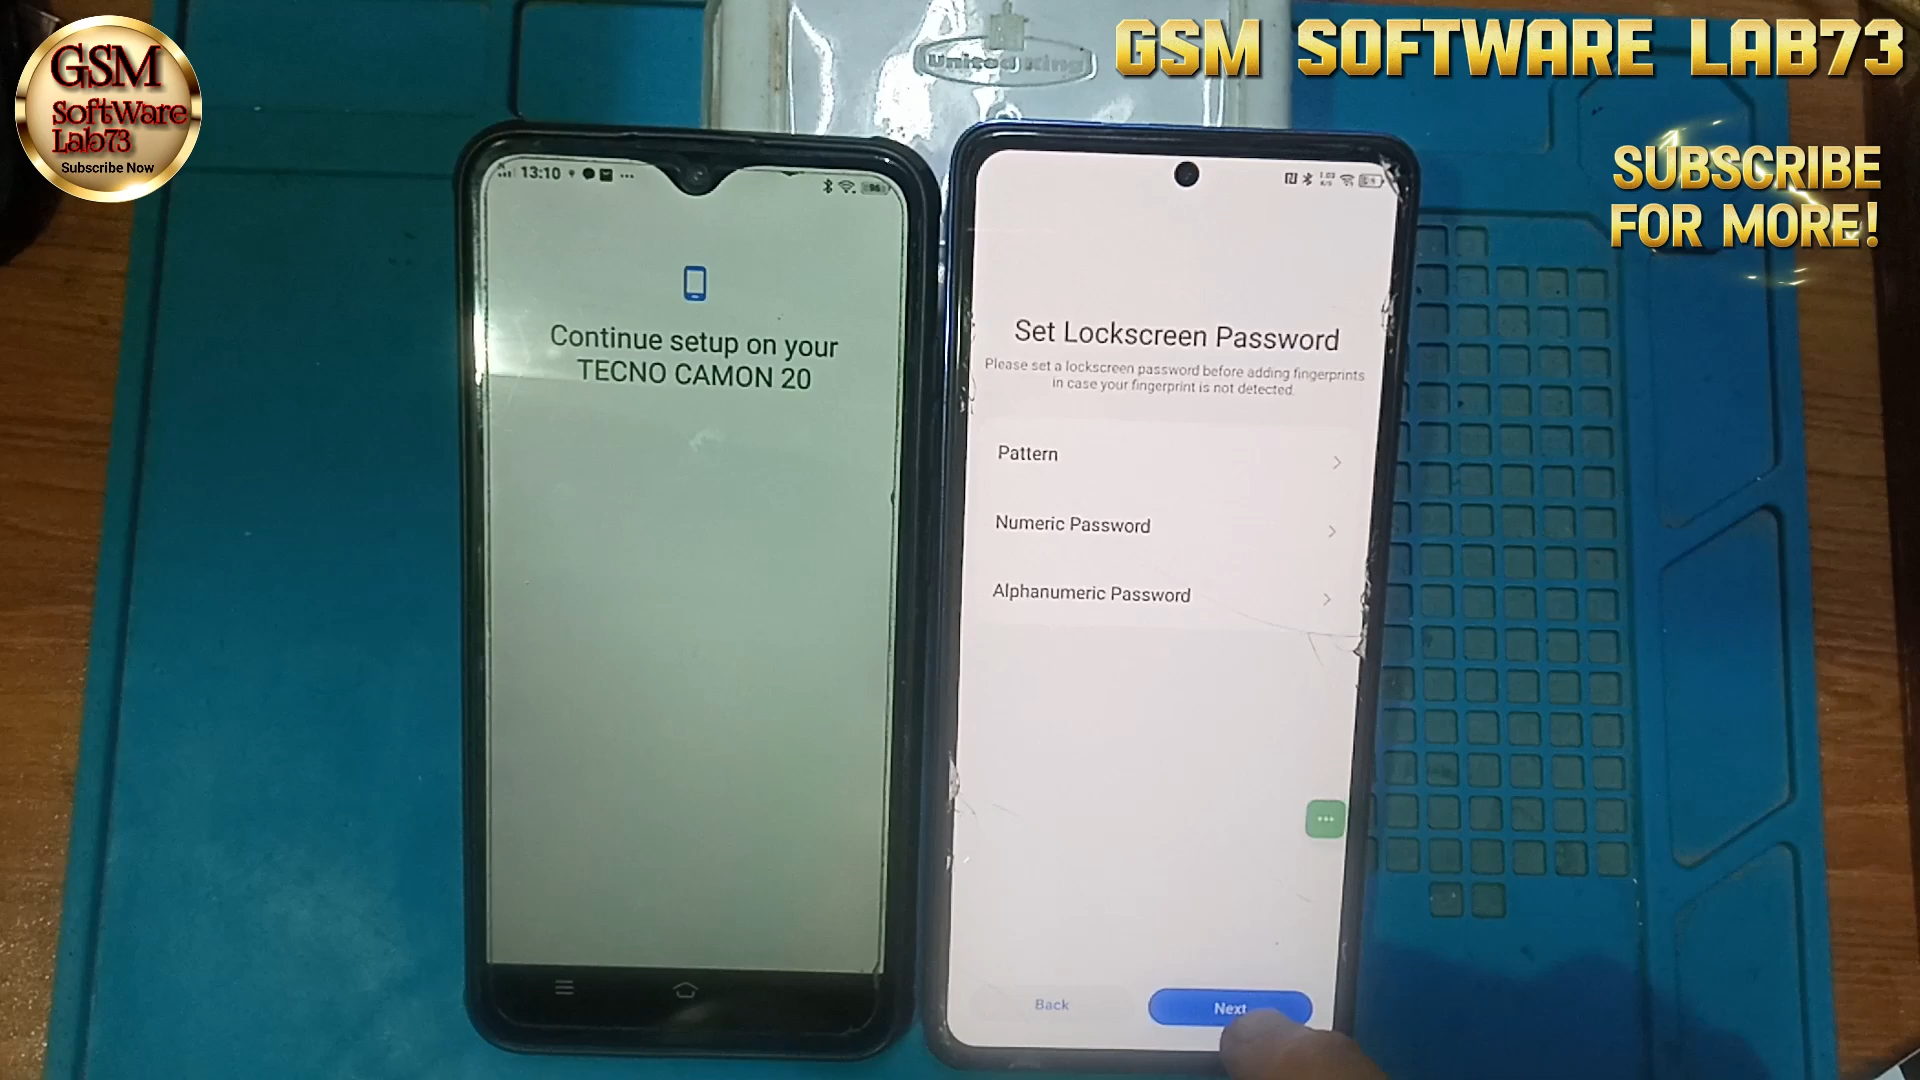 GSM
SoftWare
Lab73
Subscribe Now
GSM SOFTWARE LAB73
SUBSCRIBE
FOR MORE!
United King
13:10
Continue setup on your
TECNO CAMON 20
Set Lockscreen Password
Please set a lockscreen password before adding fingerprints
in case your fingerprint is not detected.
Pattern
Numeric Password
Alphanumeric Password
Back
Next